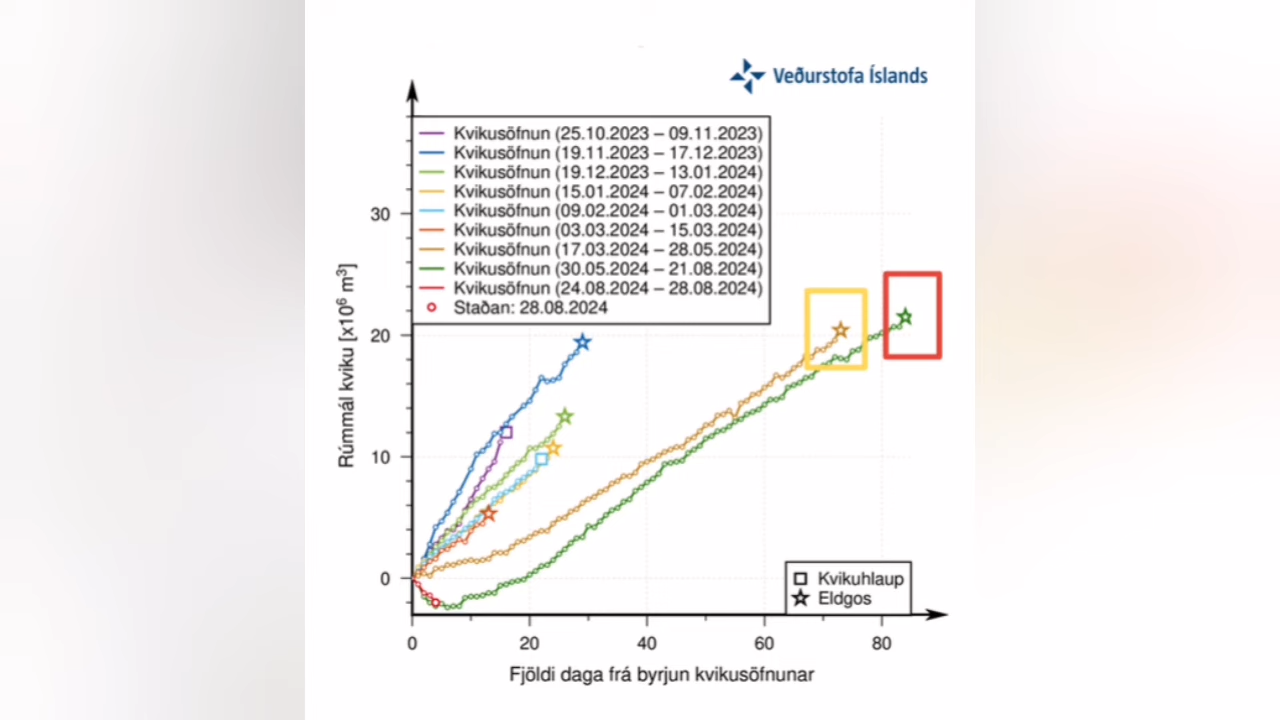 Veðurstofa Íslands
Kvikusöfnun (25.10.2023 – 09.11.2023)
Kvikusöfnun (19.11.2023 – 17.12.2023)
Kvikusöfnun (19.12.2023 – 13.01.2024)
Kvikusöfnun (15.01.2024 – 07.02.2024)
Kvikusöfnun (09.02.2024 – 01.03.2024)
Kvikusöfnun (03.03.2024 – 15.03.2024)
Kvikusöfnun (17.03.2024 – 28.05.2024)
Kvikusöfnun (30.05.2024 – 21.08.2024)
Kvikusöfnun (24.08.2024 – 28.08.2024)
Staðan: 28.08.2024
30
20
10
0
Rúmmál kviku [x10⁶ m³]
Kvikuhlaup
Eldgos
0 20 40 60 80
Fjöldi daga frá byrjun kvikusöfnunar